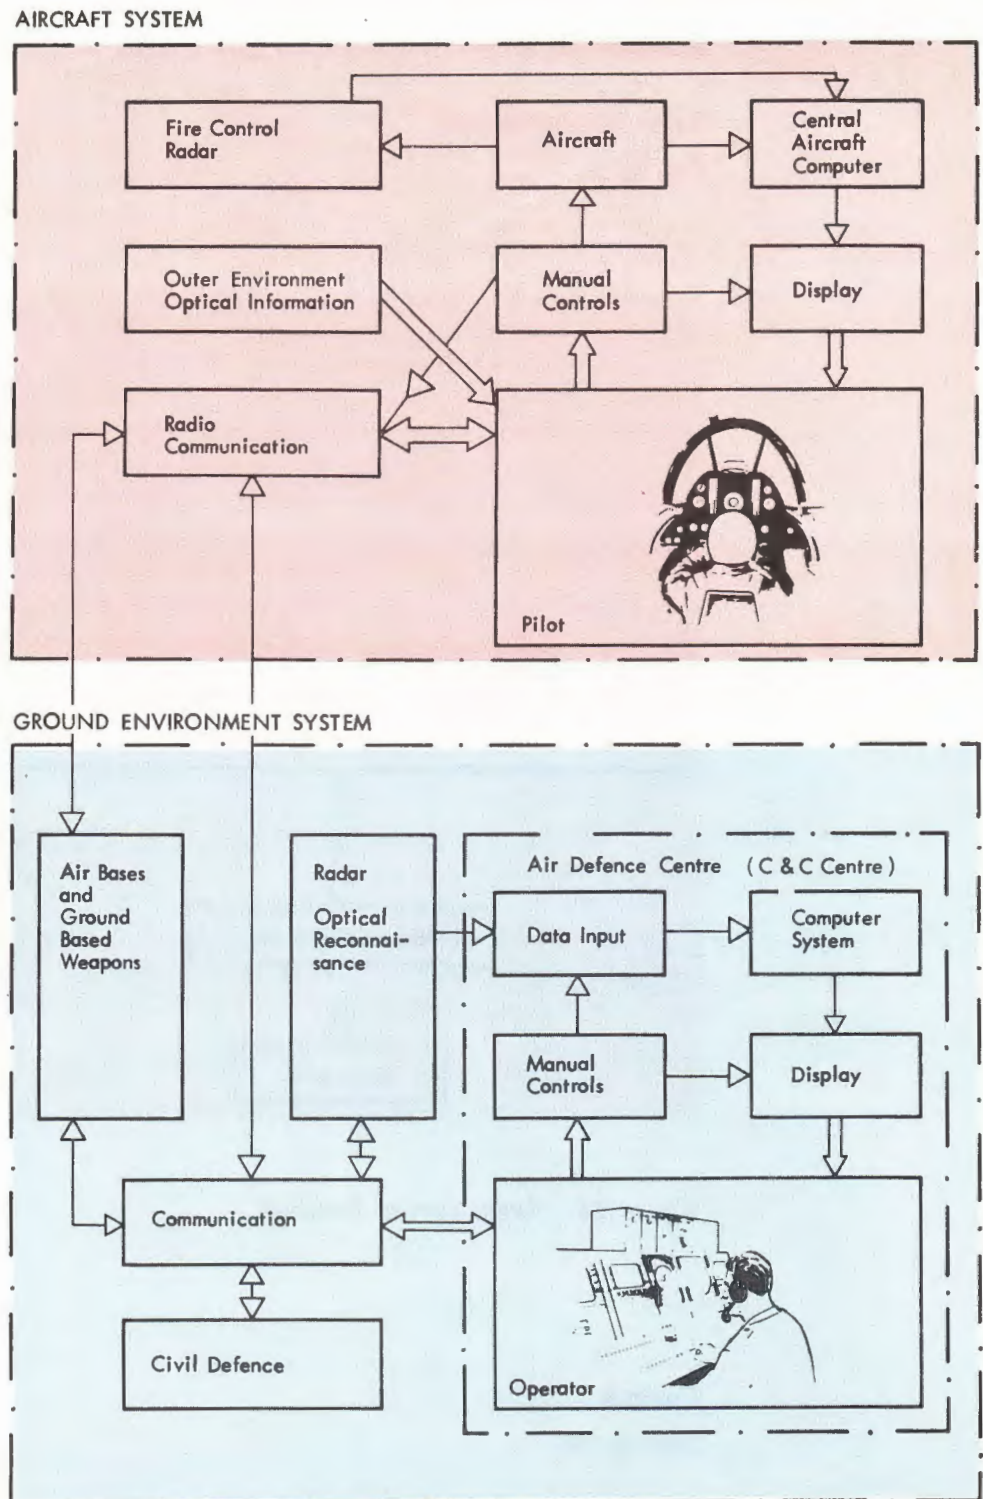 AIRCRAFT SYSTEM
Fire Control
Radar
Aircraft
Central
Aircraft
Computer
Outer Environment
Optical Information
Manual
Controls
Display
Radio
Communication
Pilot
GROUND ENVIRONMENT SYSTEM
Air Bases
and
Ground
Based
Weapons
Radar
Optical
Reconnai-
sance
Air Defence Centre (C & C Centre)
Data Input
Computer
System
Manual
Controls
Display
Communication
Civil Defence
Operator